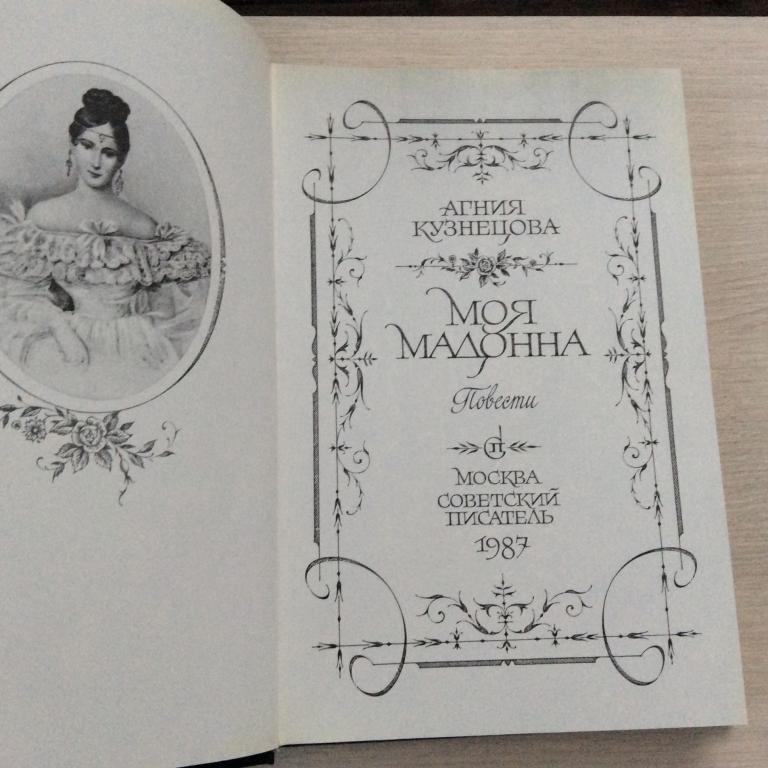 АГНИЯ
КУЗНЕЦОВА
МОЯ
МАДОННА
Повести
СП
МОСКВА
СОВЕТСКИЙ
ПИСАТЕЛЬ
1987